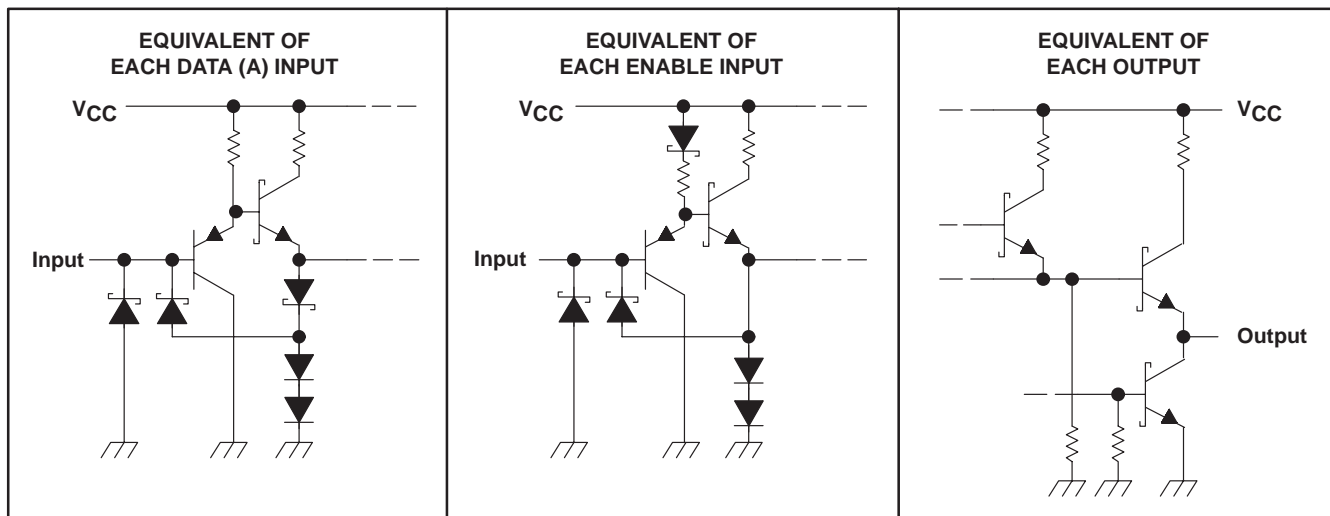 EQUIVALENT OF
EACH DATA (A) INPUT
VCC
Input
EQUIVALENT OF
EACH ENABLE INPUT
VCC
Input
EQUIVALENT OF
EACH OUTPUT
VCC
Output